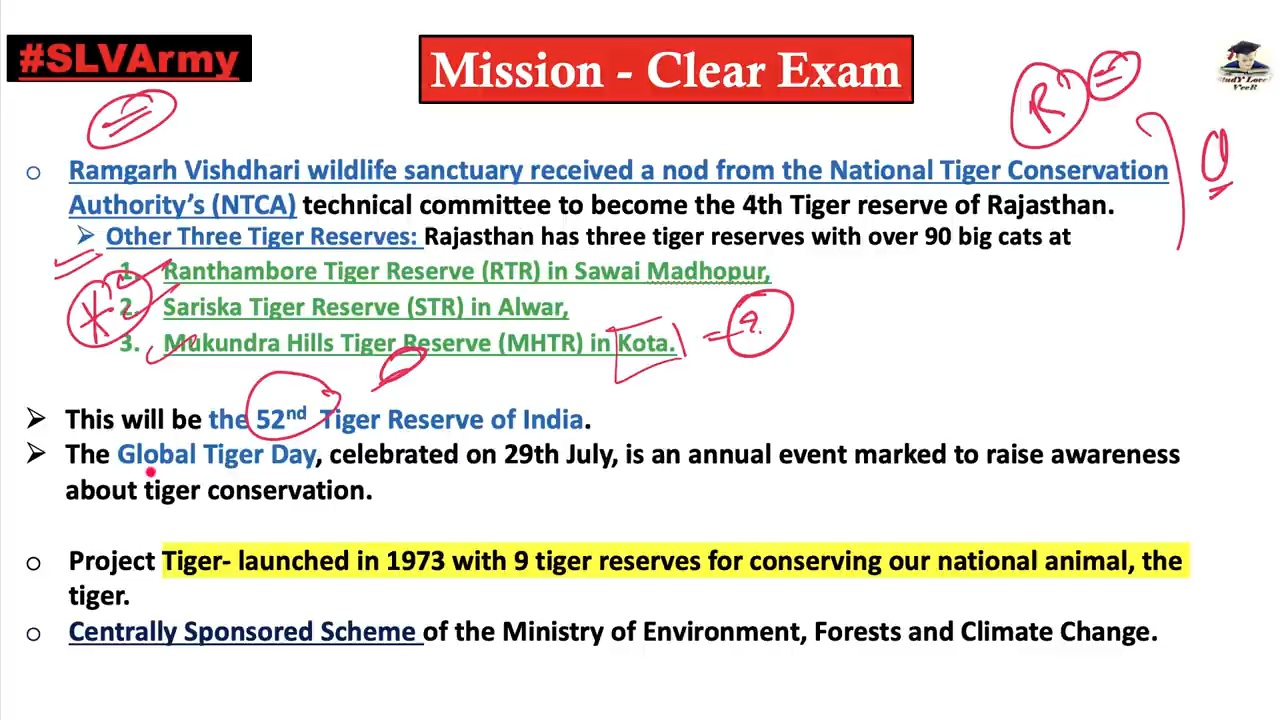 #SLVArmy
Mission - Clear Exam
StudY LoveR
VeeR
R
o Ramgarh Vishdhari wildlife sanctuary received a nod from the National Tiger Conservation
Authority’s (NTCA) technical committee to become the 4th Tiger reserve of Rajasthan.
➢ Other Three Tiger Reserves: Rajasthan has three tiger reserves with over 90 big cats at
1. Ranthambore Tiger Reserve (RTR) in Sawai Madhopur,
2. Sariska Tiger Reserve (STR) in Alwar,
3. Mukundra Hills Tiger Reserve (MHTR) in Kota.
➢ This will be the 52nd Tiger Reserve of India.
➢ The Global Tiger Day, celebrated on 29th July, is an annual event marked to raise awareness
about tiger conservation.
o Project Tiger- launched in 1973 with 9 tiger reserves for conserving our national animal, the
tiger.
o Centrally Sponsored Scheme of the Ministry of Environment, Forests and Climate Change.